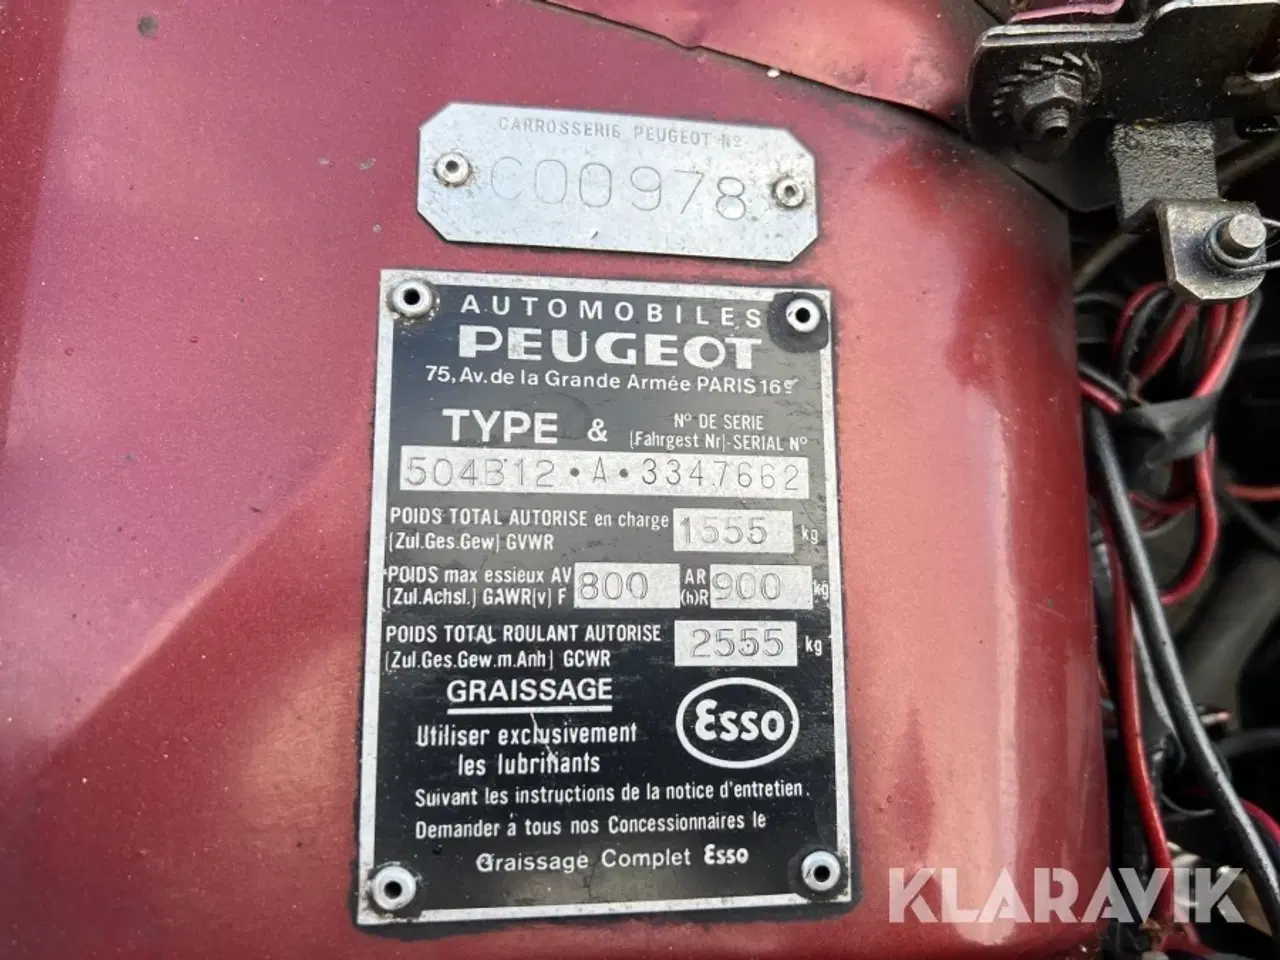 CARROSSERIE PEUGEOT Nº
C00978
AUTOMOBILES
PEUGEOT
75, Av. de la Grande Armée PARIS 16e
TYPE & Nº DE SERIE
(Fahrgest Nr)-SERIAL Nº
504B12 • A • 3347662
POIDS TOTAL AUTORISE en charge 1555 kg
(Zul.Ges.Gew) GVWR
POIDS max essieux AV 800 AR 900 kg
(Zul.Achsl.) GAWR(v) F (h)R
POIDS TOTAL ROULANT AUTORISE 2555 kg
(Zul.Ges.Gew.m.Anh) GCWR
GRAISSAGE
Esso
Utiliser exclusivement
les lubrifiants
Suivant les instructions de la notice d'entretien.
Demander à tous nos Concessionnaires le
Graissage Complet Esso
KLARAVIK